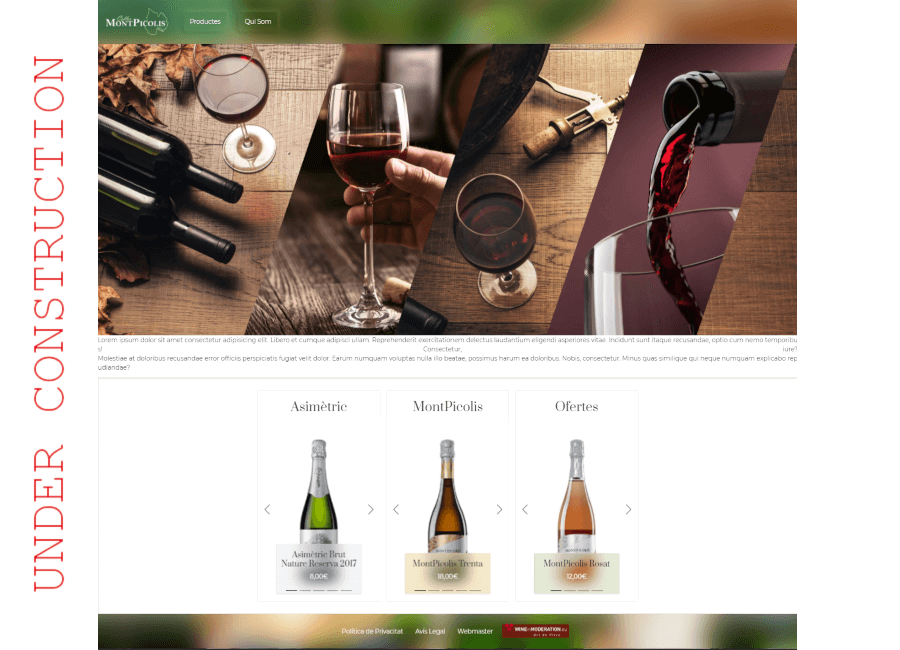 UNDER CONSTRUCTION
MONTPICOLIS
Productes
Qui Som
Lorem ipsum dolor sit amet consectetur adipisicing elit. Libero et cumque adipisci ullam. Reprehenderit exercitationem delectus laudantium eligendi asperiores vitae. Incidunt sunt itaque recusandae, optio cum nemo temporibu
s! Consectetur, iure?
Molestiae at doloribus recusandae error officiis perspiciatis fugiat velit dolor. Earum numquam voluptas nulla illo beatae, possimus harum ea doloribus. Nobis, consectetur. Minus quas similique qui neque numquam explicabo rep
udiandae?
Asimètric
MontPicolis
Ofertes
Asimètric Brut
Nature Reserva 2017
8,00€
MontPicolis Trenta
18,00€
MontPicolis Rosat
12,00€
Política de Privacitat
Avís Legal
Webmaster
WINE in MODERATION.eu